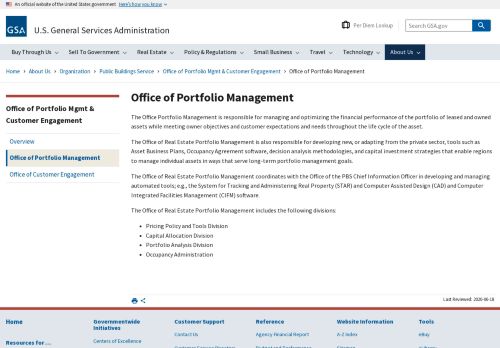 An official website of the United States government Here's how you know
GSA U.S. General Services Administration
Per Diem Lookup
Search GSA.gov
Buy Through Us Sell To Government Real Estate Policy & Regulations Small Business Travel Technology About Us
Home › About Us › Organization › Public Buildings Service › Office of Portfolio Mgmt & Customer Engagement › Office of Portfolio Management
Office of Portfolio Mgmt &
Customer Engagement
Overview
Office of Portfolio Management
Office of Customer Engagement
Office of Portfolio Management
The Office Portfolio Management is responsible for managing and optimizing the financial performance of the portfolio of leased and owned
assets while meeting owner objectives and customer expectations and needs throughout the life cycle of the asset.
The Office of Real Estate Portfolio Management is also responsible for developing new, or adapting from the private sector, tools such as
Asset Business Plans, Occupancy Agreement software, decision analysis methodologies, and capital investment strategies that enable regions
to manage individual assets in ways that serve long-term portfolio management goals.
The Office of Real Estate Portfolio Management coordinates with the Office of the PBS Chief Information Officer in developing and managing
automated tools; e.g., the System for Tracking and Administering Real Property (STAR) and Computer Assisted Design (CAD) and Computer
Integrated Facilities Management (CIFM) software.
The Office of Real Estate Portfolio Management includes the following divisions:
• Pricing Policy and Tools Division
• Capital Allocation Division
• Portfolio Analysis Division
• Occupancy Administration
Last Reviewed: 2020-06-18
Home Governmentwide Customer Support Reference Website Information Tools
Initiatives
Contact Us Agency Financial Report A-Z Index eBuy
Resources for … Centers of Excellence